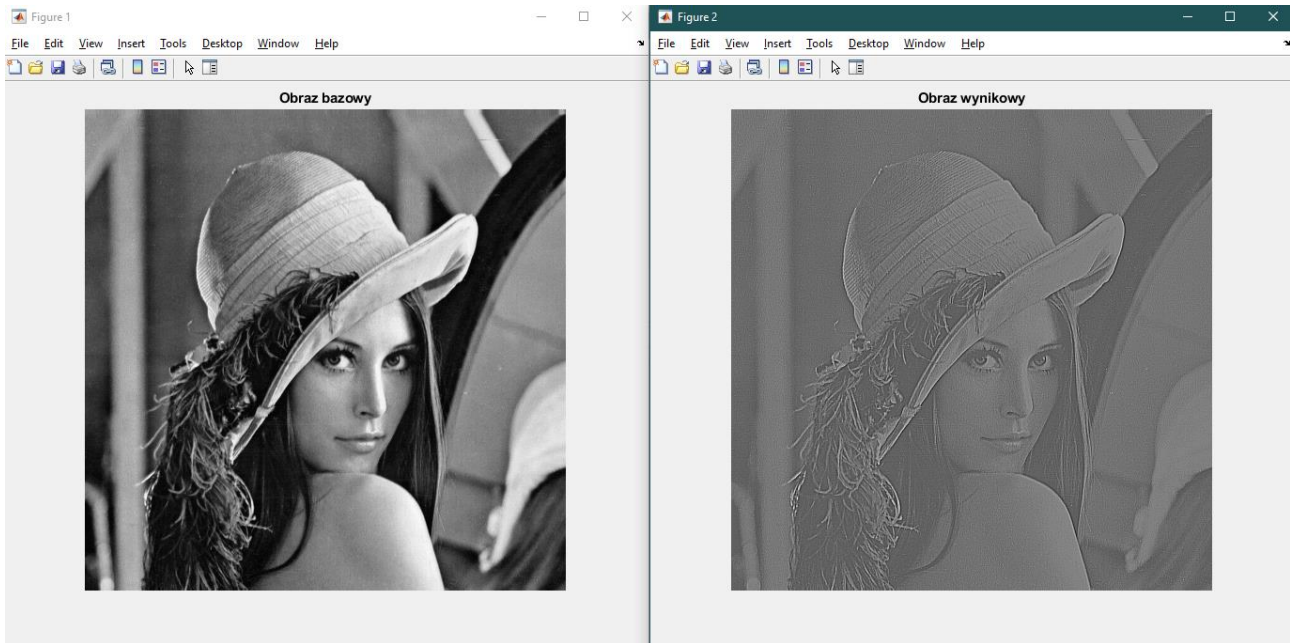 Figure 1
File Edit View Insert Tools Desktop Window Help
Obraz bazowy
Figure 2
File Edit View Insert Tools Desktop Window Help
Obraz wynikowy